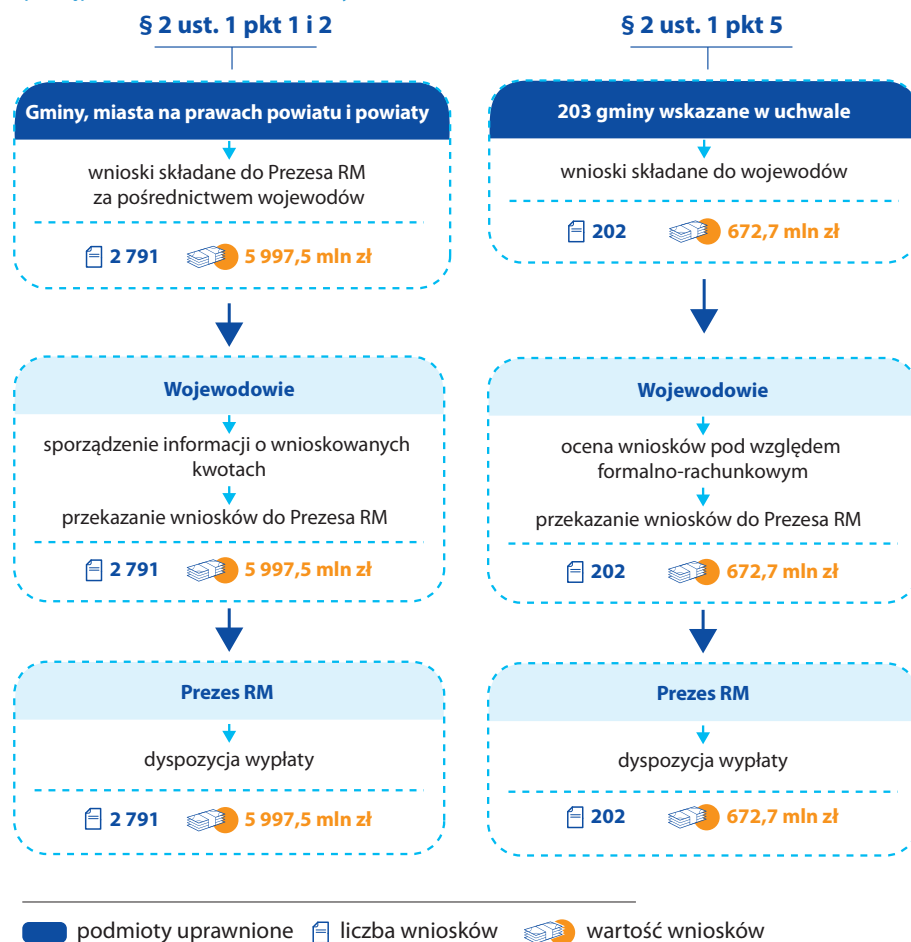 § 2 ust. 1 pkt 1 i 2
Gminy, miasta na prawach powiatu i powiaty
wnioski składane do Prezesa RM
za pośrednictwem wojewodów
2 791 5 997,5 mln zł
Wojewodowie
sporządzenie informacji o wnioskowanych
kwotach
przekazanie wniosków do Prezesa RM
2 791 5 997,5 mln zł
Prezes RM
dyspozycja wypłaty
2 791 5 997,5 mln zł
§ 2 ust. 1 pkt 5
203 gminy wskazane w uchwale
wnioski składane do wojewodów
202 672,7 mln zł
Wojewodowie
ocena wniosków pod względem
formalno-rachunkowym
przekazanie wniosków do Prezesa RM
202 672,7 mln zł
Prezes RM
dyspozycja wypłaty
202 672,7 mln zł
podmioty uprawnione liczba wniosków wartość wniosków